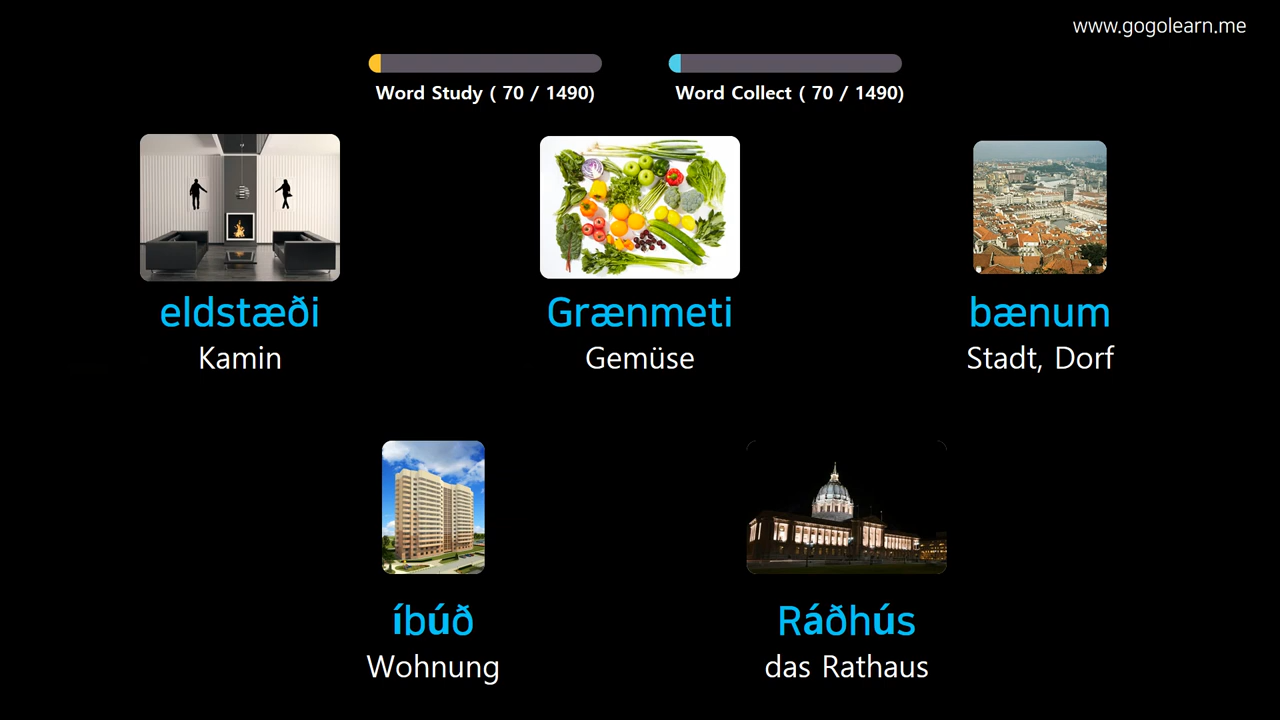 www.gogolearn.me
Word Study ( 70 / 1490)
Word Collect ( 70 / 1490)
eldstæði
Kamin
Grænmeti
Gemüse
bænum
Stadt, Dorf
íbúð
Wohnung
Ráðhús
das Rathaus